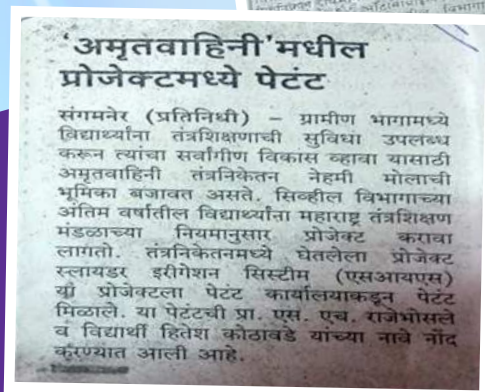 'अमृतवाहिनी'मधील
प्रोजेक्टमध्ये पेटंट
संगमनेर (प्रतिनिधी) – ग्रामीण भागामध्ये
विद्यार्थ्यांना तंत्रशिक्षणाची सुविधा उपलब्ध
करून त्यांचा सर्वांगीण विकास व्हावा यासाठी
अमृतवाहिनी तंत्रनिकेतन नेहमी मोलाची
भूमिका बजावत असते. सिव्हील विभागाच्या
अंतिम वर्षातील विद्यार्थ्यांना महाराष्ट्र तंत्रशिक्षण
मंडळाच्या नियमानुसार प्रोजेक्ट करावा
लागतो. तंत्रनिकेतनमध्ये घेतलेला प्रोजेक्ट
स्लायडर इरीगेशन सिस्टीम (एसआयएस)
या प्रोजेक्टला पेटंट कार्यालयाकडून पेटंट
मिळाले. या पेटंटची प्रा. एस. एच. राजेभोसले
व विद्यार्थी हितेश कोठावडे यांच्या नावे नोंद
करण्यात आली आहे.